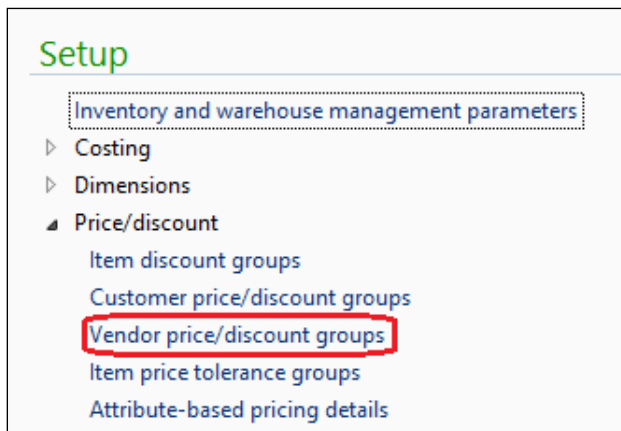 Setup
Inventory and warehouse management parameters
Costing
Dimensions
Price/discount
Item discount groups
Customer price/discount groups
Vendor price/discount groups
Item price tolerance groups
Attribute-based pricing details